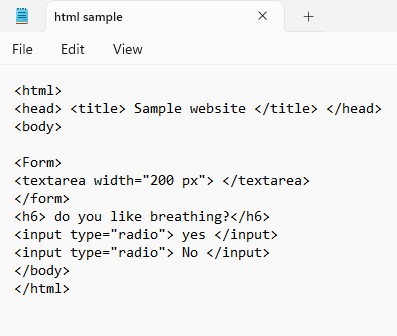 html sample
File Edit View
<html>
<head> <title> Sample website </title> </head>
<body>
<Form>
<textarea width="200 px"> </textarea>
</form>
<h6> do you like breathing?</h6>
<input type="radio"> yes </input>
<input type="radio"> No </input>
</body>
</html>